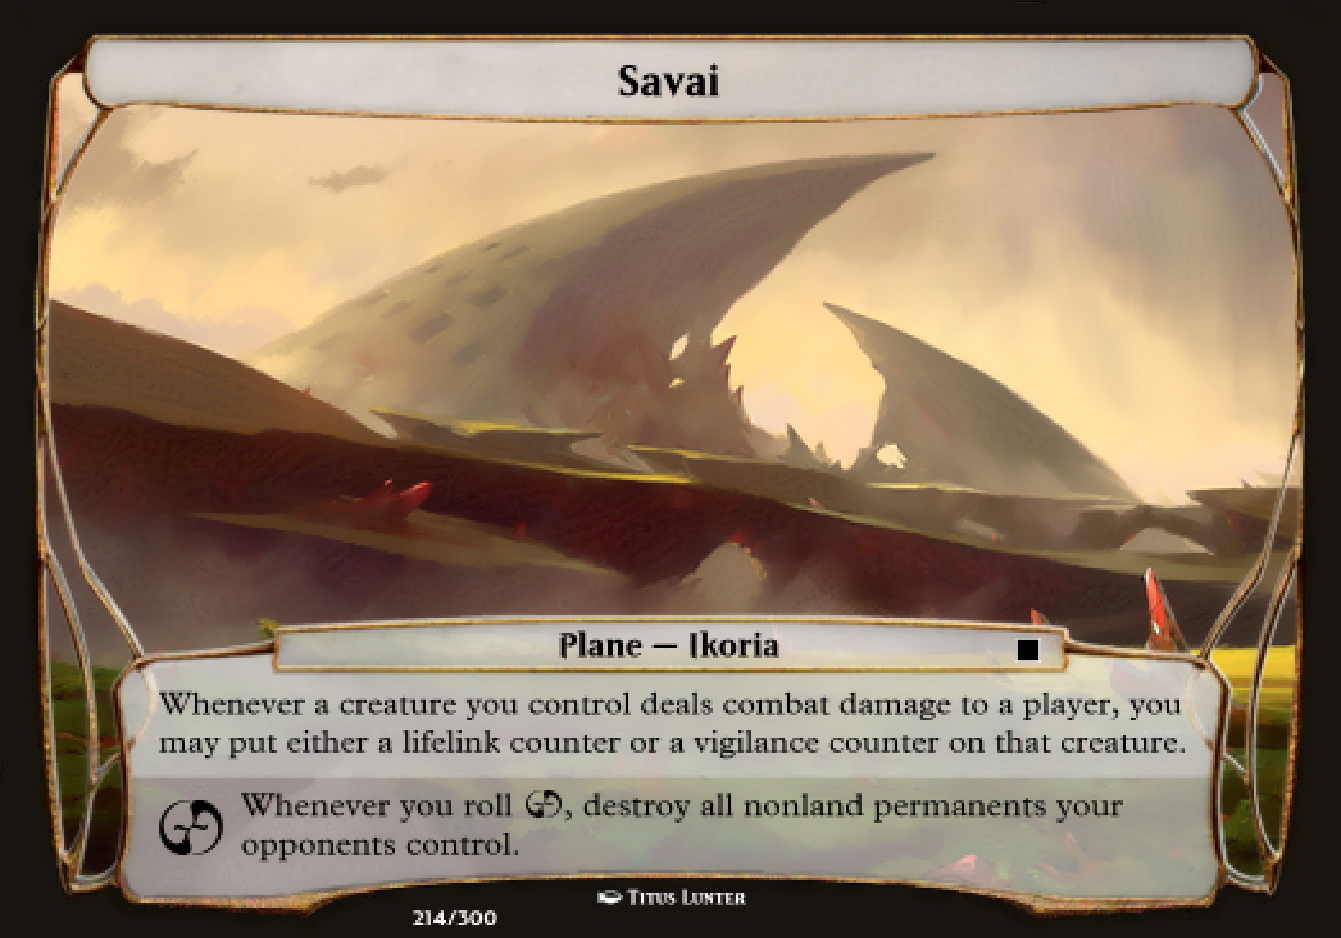 Savai
Plane — Ikoria
Whenever a creature you control deals combat damage to a player, you
may put either a lifelink counter or a vigilance counter on that creature.
Whenever you roll , destroy all nonland permanents your
opponents control.
Titus Lunter
214/300